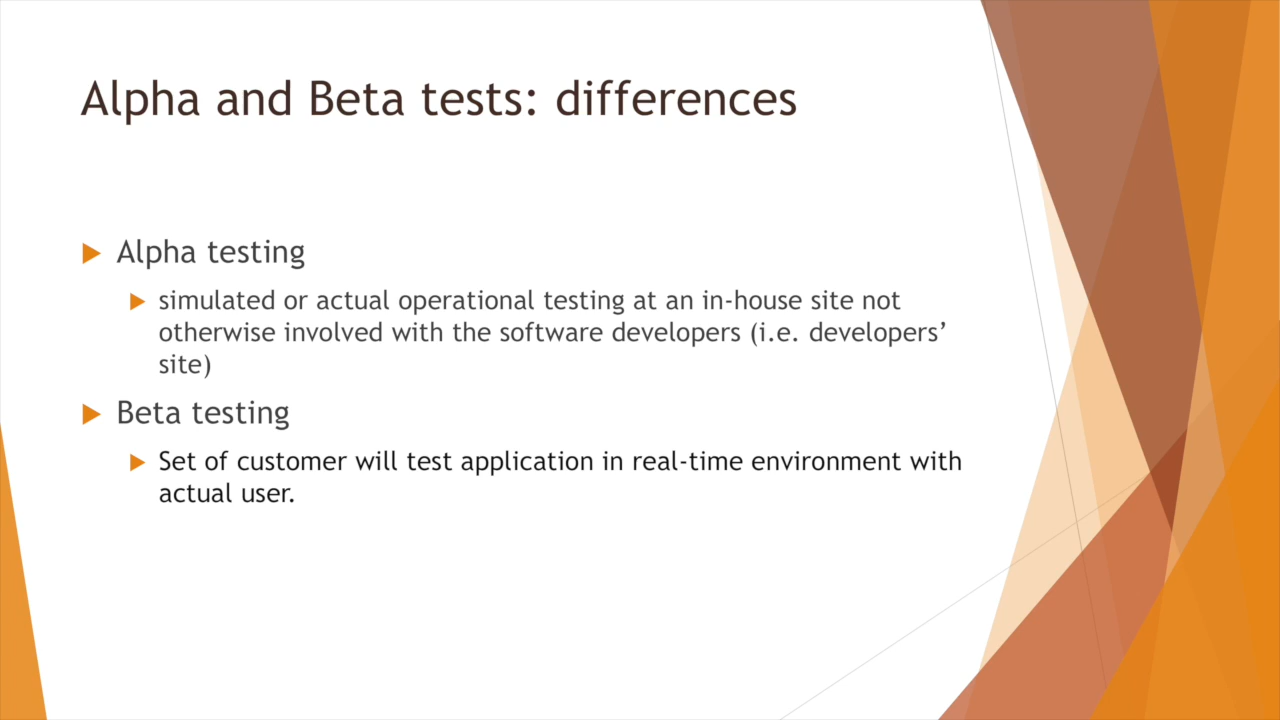 Alpha and Beta tests: differences
Alpha testing
simulated or actual operational testing at an in-house site not
otherwise involved with the software developers (i.e. developers’
site)
Beta testing
Set of customer will test application in real-time environment with
actual user.